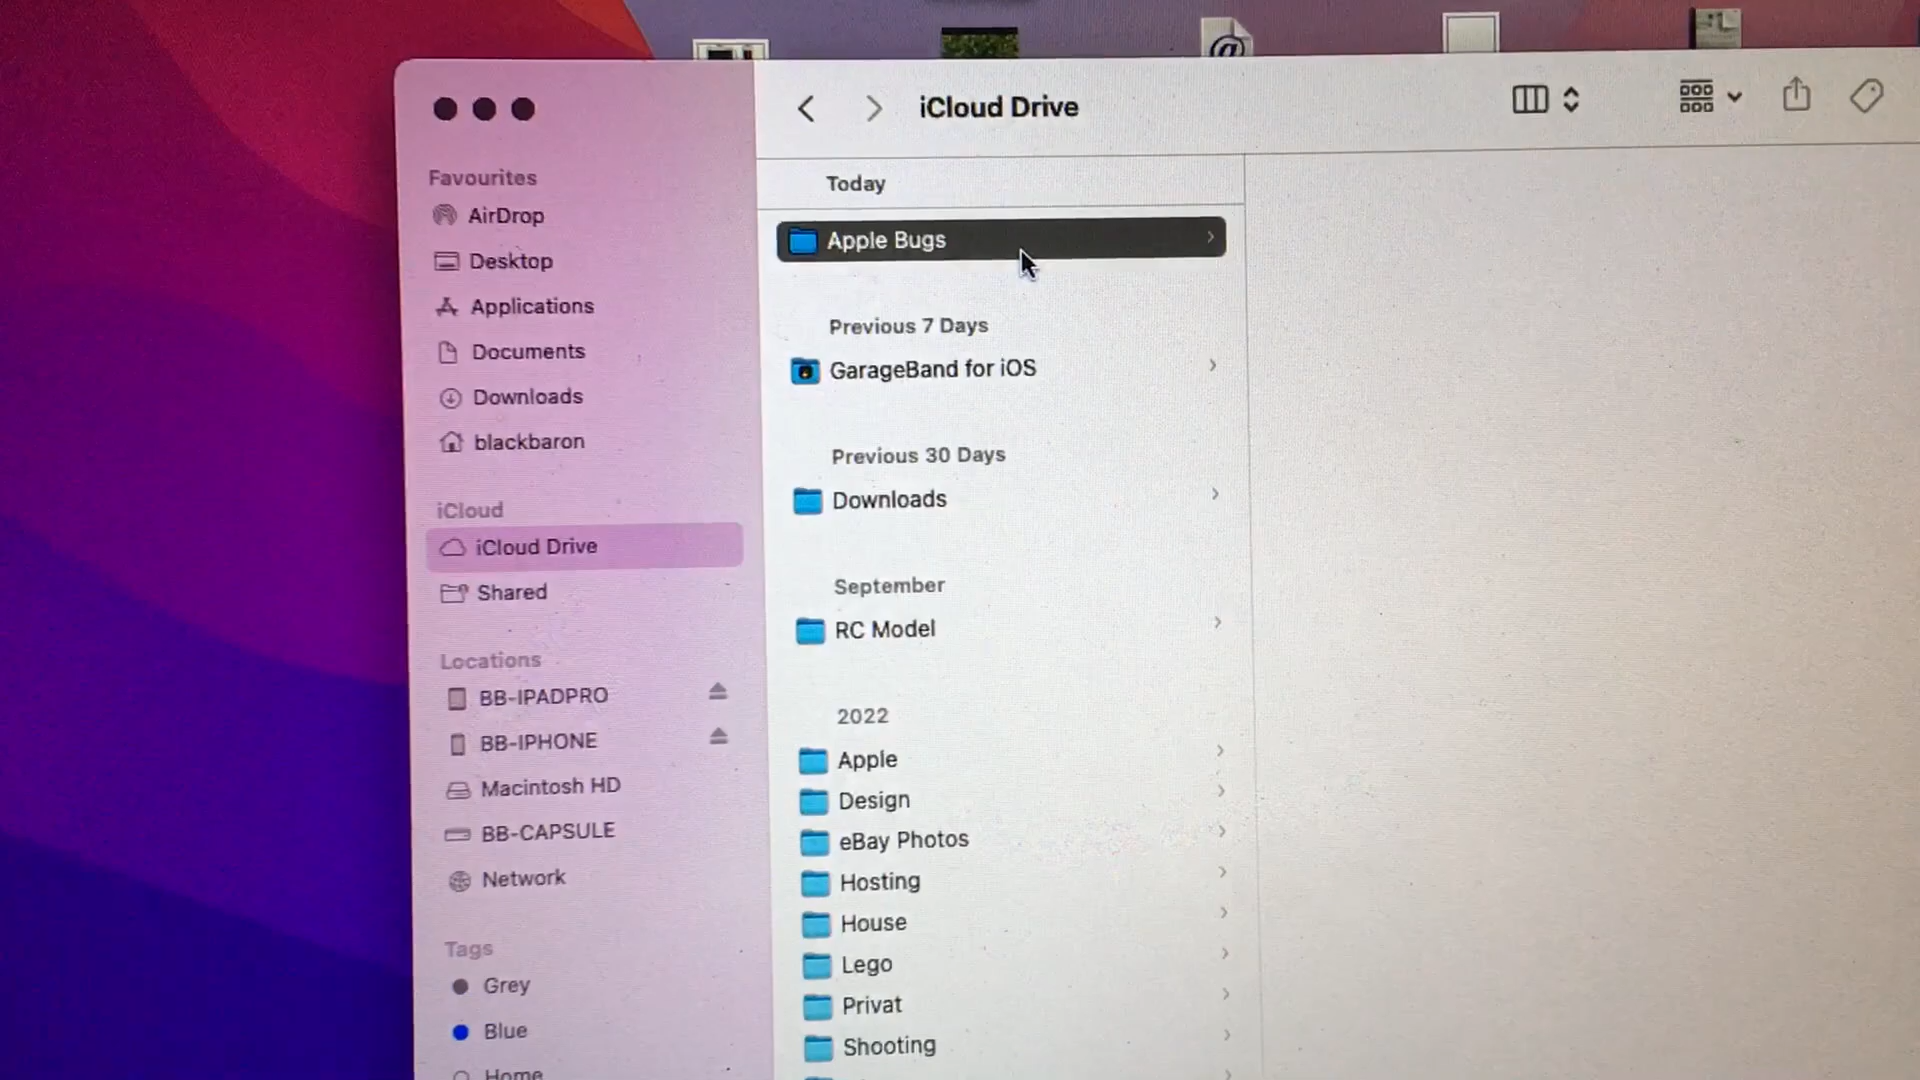 iCloud Drive
Favourites
AirDrop
Desktop
Applications
Documents
Downloads
blackbaron
iCloud
iCloud Drive
Shared
Locations
BB-IPADPRO
BB-IPHONE
Macintosh HD
BB-CAPSULE
Network
Tags
Grey
Blue
Home
Today
Apple Bugs
Previous 7 Days
GarageBand for iOS
Previous 30 Days
Downloads
September
RC Model
2022
Apple
Design
eBay Photos
Hosting
House
Lego
Privat
Shooting